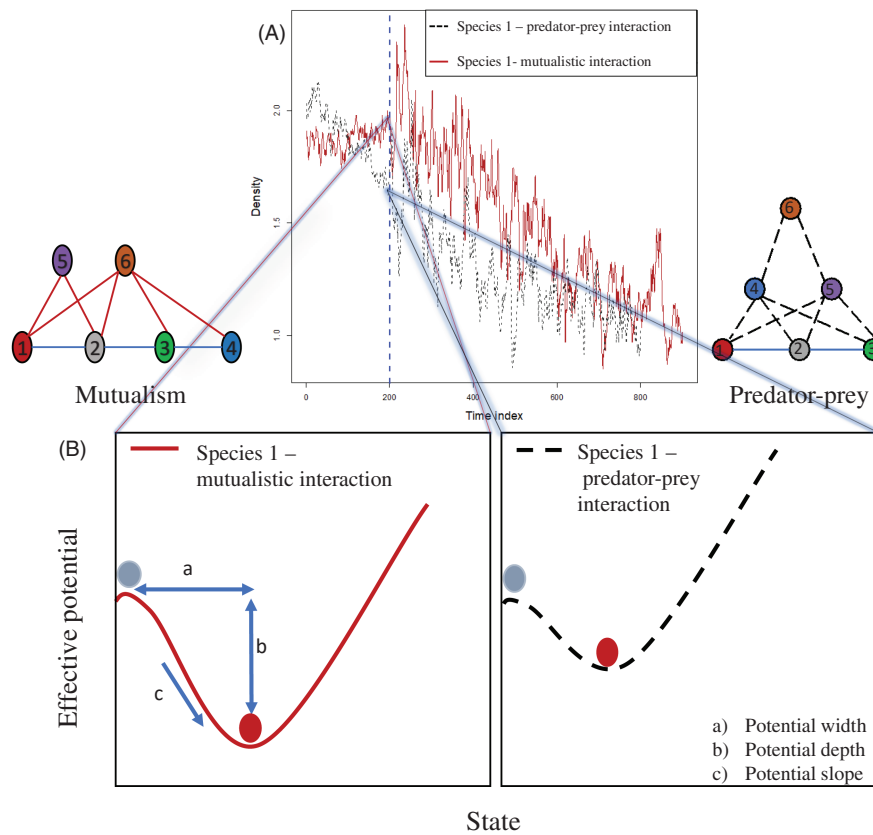 (A)
Species 1 – predator-prey interaction
Species 1- mutualistic interaction
2.0
1.5
1.0
Density
0
200
400
600
800
Time Index
5
6
1
2
3
4
Mutualism
6
4
5
1
2
3
Predator-prey
(B)
Species 1 –
mutualistic interaction
a
b
c
Species 1 –
predator-prey
interaction
a) Potential width
b) Potential depth
c) Potential slope
Effective potential
State